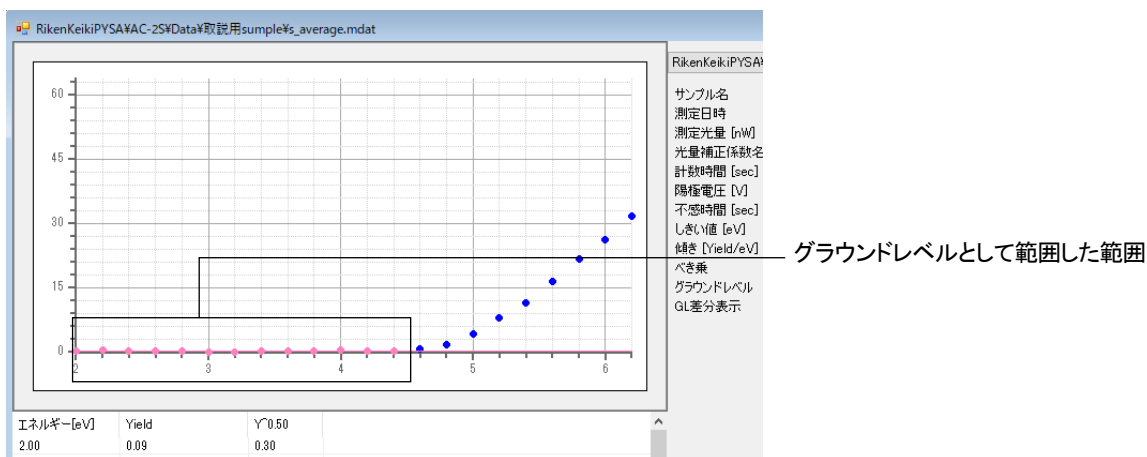 RikenKeikiPYSA¥AC-2S¥Data¥取説用sumple¥s_average.mdat
60
45
30
15
0
2 3 4 5 6
RikenKeikiPYSA¥
サンプル名
測定日時
測定光量 [nW]
光量補正係数名
計数時間 [sec]
陽極電圧 [V]
不感時間 [sec]
しきい値 [eV]
傾き [Yield/eV]
べき乗
グラウンドレベル
GL差分表示
グラウンドレベルとして範囲した範囲
エネルギー[eV] Yield Y^0.50
2.00 0.09 0.30